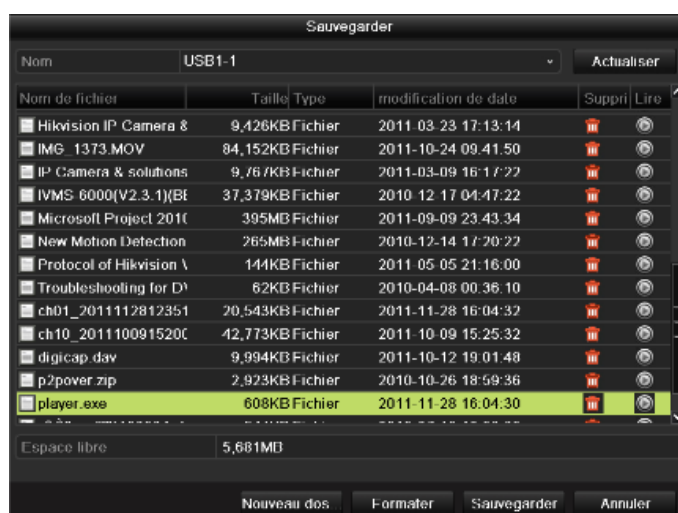 Sauvegarder
Nom USB1-1 Actualiser
Nom de fichier Taille Type modification de date Suppri Lire
Hikvision IP Camera & 9,426KB Fichier 2011-03-23 17:13:14
IMG_1373.MOV 84,152KB Fichier 2011-10-24 09:41:50
IP Camera & solutions 9,767KB Fichier 2011-03-09 16:17:22
IVMS-6000(V2.3.1)(BE 37,379KB Fichier 2010-12-17 04:47:22
Microsoft Project 201( 395MB Fichier 2011-09-09 23:43:34
New Motion Detection 265MB Fichier 2010-12-14 17:20:22
Protocol of Hikvision \ 144KB Fichier 2011-05-05 21:16:00
Troubleshooting for D\ 62KB Fichier 2010-04-08 00:36:10
ch01_2011112812351 20,543KB Fichier 2011-11-28 16:04:32
ch10_201110091520( 42,773KB Fichier 2011-10-09 15:25:32
digicap.dav 9,994KB Fichier 2011-10-12 19:01:48
p2pover.zip 2,923KB Fichier 2010-10-26 18:59:36
player.exe 608KB Fichier 2011-11-28 16:04:30
Espace libre 5,681MB
Nouveau dos Formater Sauvegarder Annuler